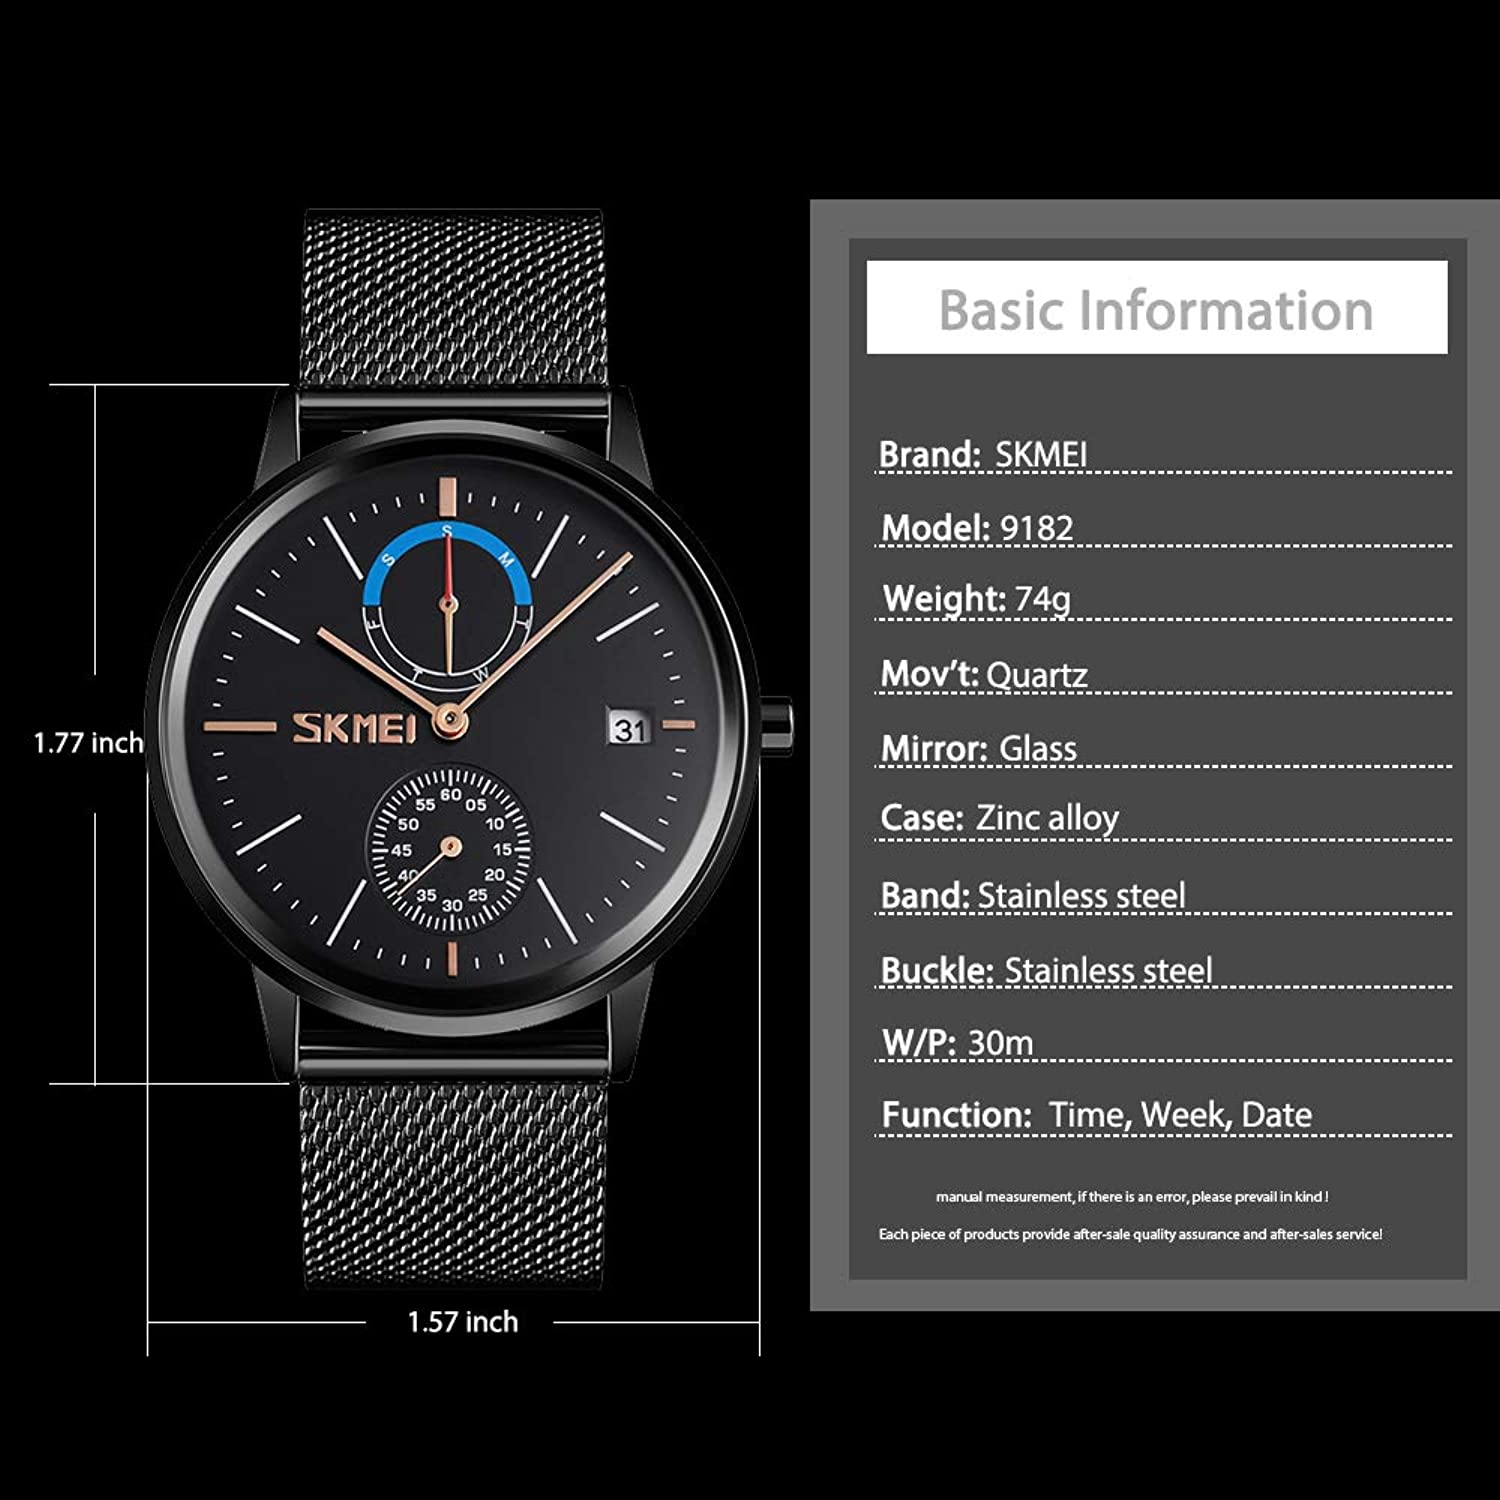 Basic Information
Brand: SKMEI
Model: 9182
Weight: 74g
Mov't: Quartz
Mirror: Glass
Case: Zinc alloy
Band: Stainless steel
Buckle: Stainless steel
W/P: 30m
Function: Time, Week, Date
manual measurement, if there is an error, please prevail in kind !
Each piece of products provide after-sale quality assurance and after-sales service!
1.77 inch
1.57 inch
S
S
M
F
T
T
W
SKMEI
31
60
55
05
50
10
45
15
40
20
35
25
30